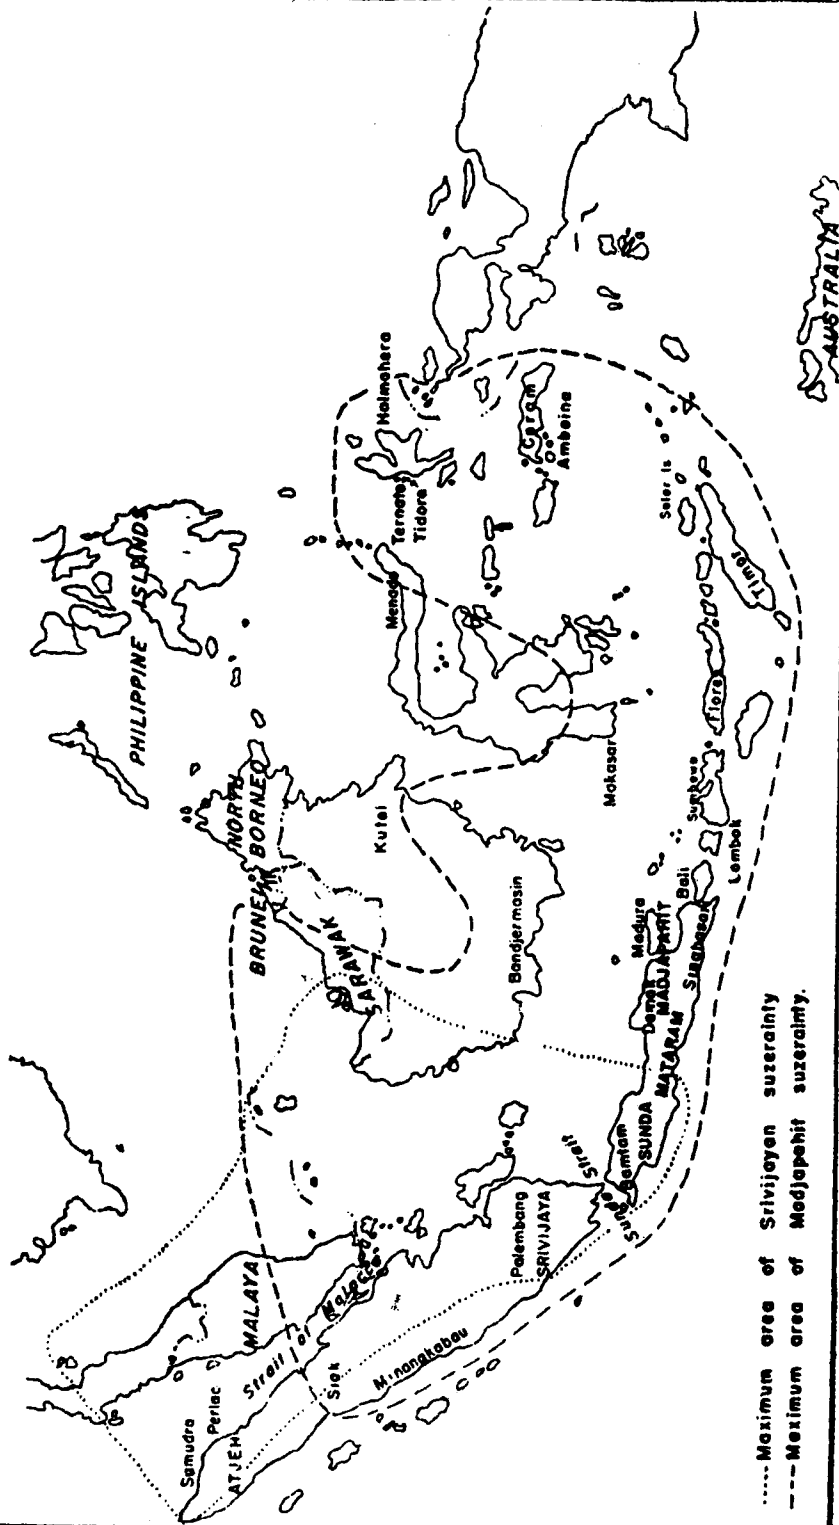 PHILIPPINE ISLANDS
NORTH
BORNEO
BRUNEI
SARAWAK
Kutei
Bandjermasin
MALAYA
Strait of Malacca
Samudra
Perlac
ATJEH
Siak
Minangkabau
Palembang
SRIVIJAYA
Sunda Strait
Bamtam
SUNDA
MATARAM
Demak
MADJAPAHIT
Madura
Singhasari
Bali
Lombok
Sumbawa
Flores
Timor
Solor Is
Makasar
Menado
Ternate
Tidore
Halmahera
Ceram
Amboina
AUSTRALIA
..... Maximum area of Srivijayan suzerainty
--- Maximum area of Madjapahit suzerainty.